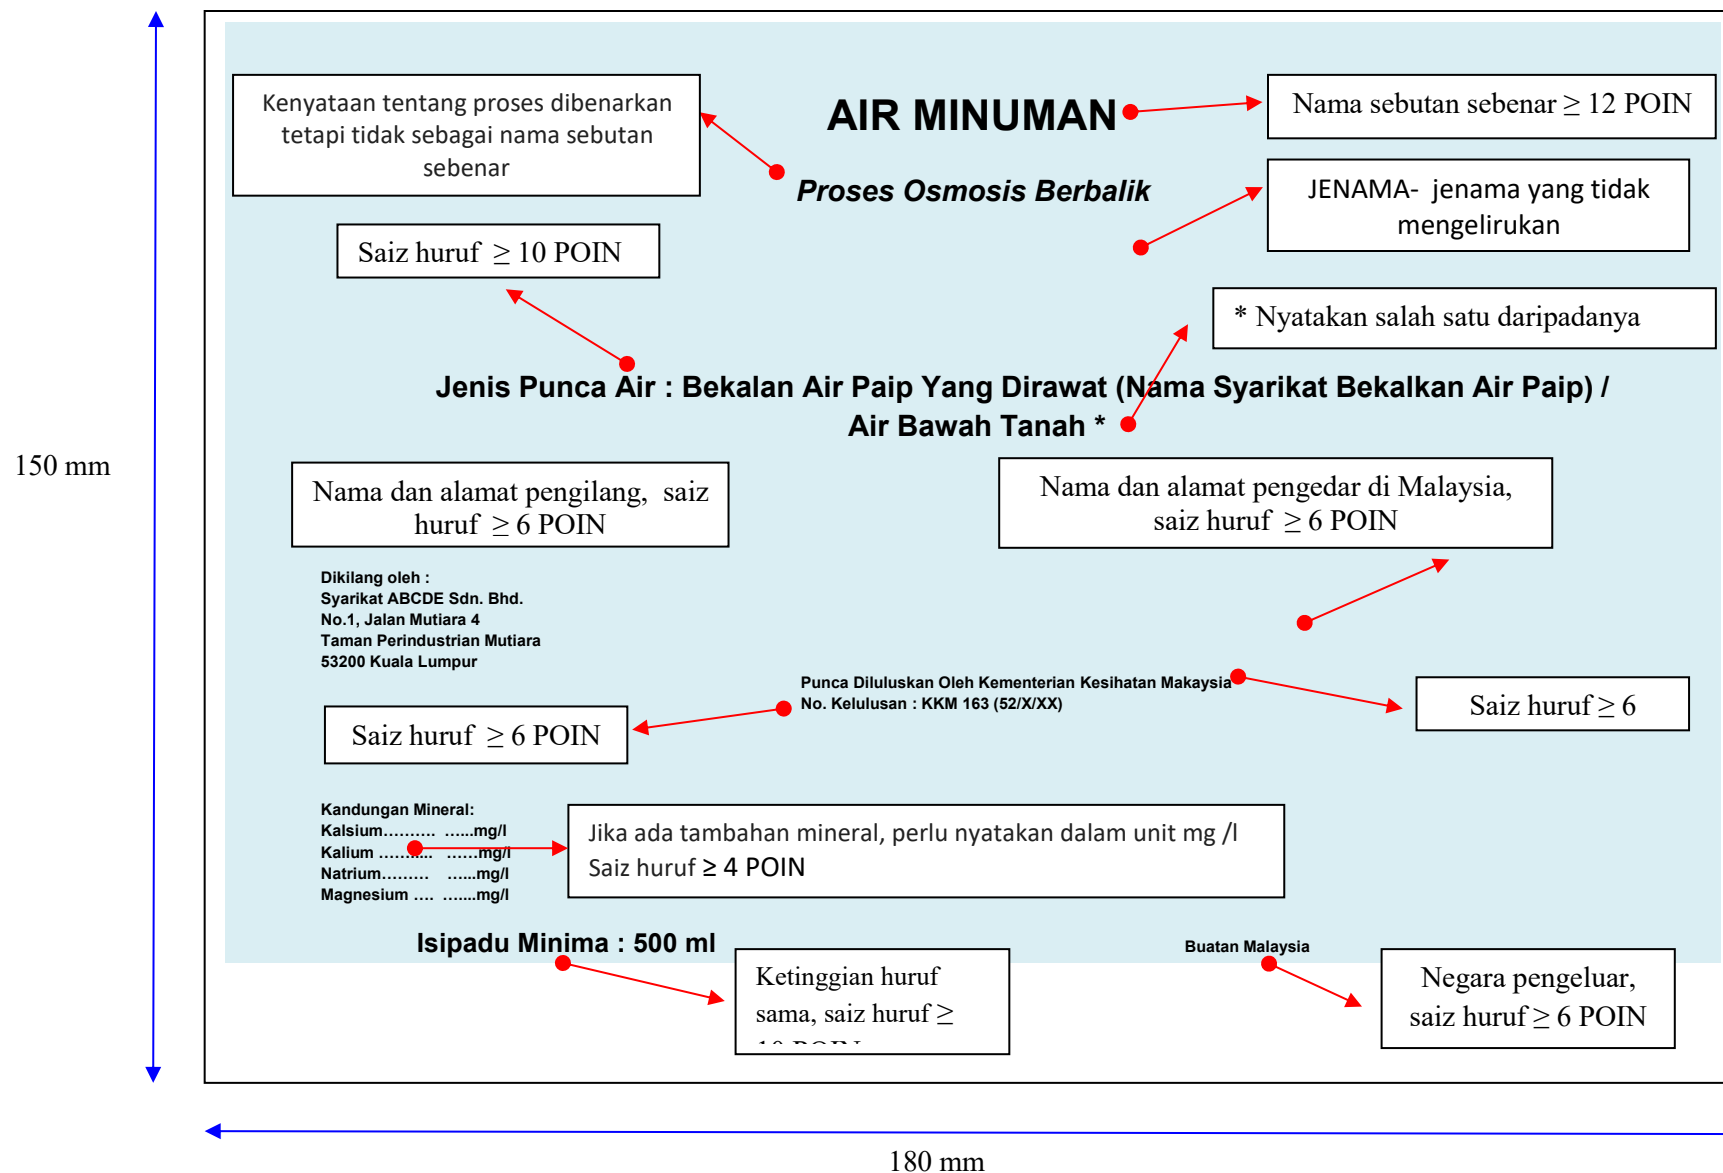 Kenyataan tentang proses dibenarkan
tetapi tidak sebagai nama sebutan
sebenar
AIR MINUMAN
Nama sebutan sebenar ≥ 12 POIN
Proses Osmosis Berbalik
JENAMA- jenama yang tidak
mengelirukan
Saiz huruf ≥ 10 POIN
* Nyatakan salah satu daripadanya
Jenis Punca Air : Bekalan Air Paip Yang Dirawat (Nama Syarikat Bekalkan Air Paip) /
Air Bawah Tanah *
150 mm
Nama dan alamat pengilang, saiz
huruf ≥ 6 POIN
Nama dan alamat pengedar di Malaysia,
saiz huruf ≥ 6 POIN
Dikilang oleh :
Syarikat ABCDE Sdn. Bhd.
No.1, Jalan Mutiara 4
Taman Perindustrian Mutiara
53200 Kuala Lumpur
Punca Diluluskan Oleh Kementerian Kesihatan Makaysia
No. Kelulusan : KKM 163 (52/X/XX)
Saiz huruf ≥ 6
Saiz huruf ≥ 6 POIN
Kandungan Mineral:
Kalsium………. …...mg/l
Kalium ……..... ……mg/l
Natrium……… …...mg/l
Magnesium …. …....mg/l
Jika ada tambahan mineral, perlu nyatakan dalam unit mg /l
Saiz huruf ≥ 4 POIN
Isipadu Minima : 500 ml
Buatan Malaysia
Ketinggian huruf
sama, saiz huruf ≥
10 POIN
Negara pengeluar,
saiz huruf ≥ 6 POIN
180 mm